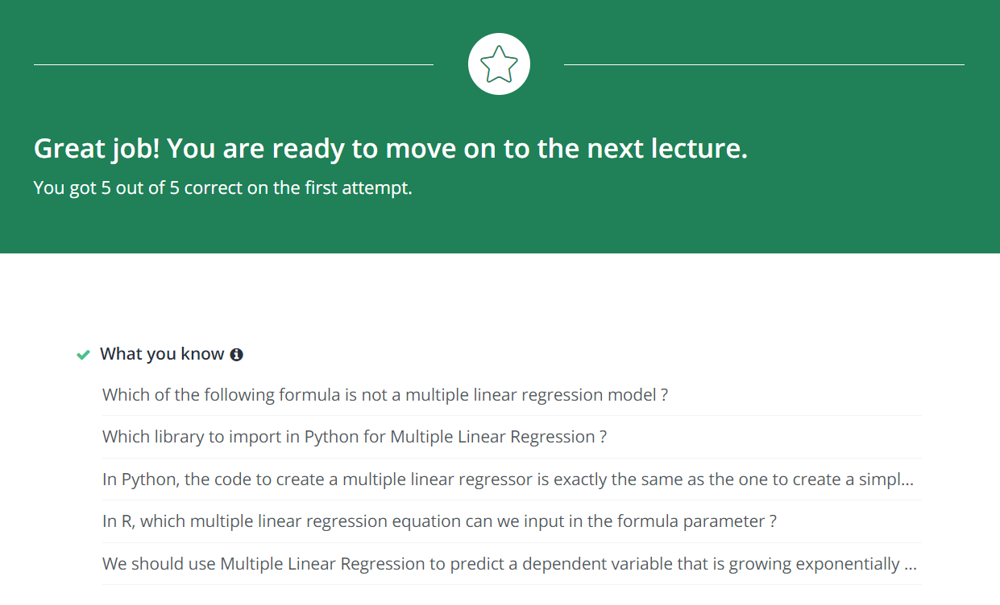 Great job! You are ready to move on to the next lecture.
You got 5 out of 5 correct on the first attempt.
What you know
Which of the following formula is not a multiple linear regression model ?
Which library to import in Python for Multiple Linear Regression ?
In Python, the code to create a multiple linear regressor is exactly the same as the one to create a simpl...
In R, which multiple linear regression equation can we input in the formula parameter ?
We should use Multiple Linear Regression to predict a dependent variable that is growing exponentially ...